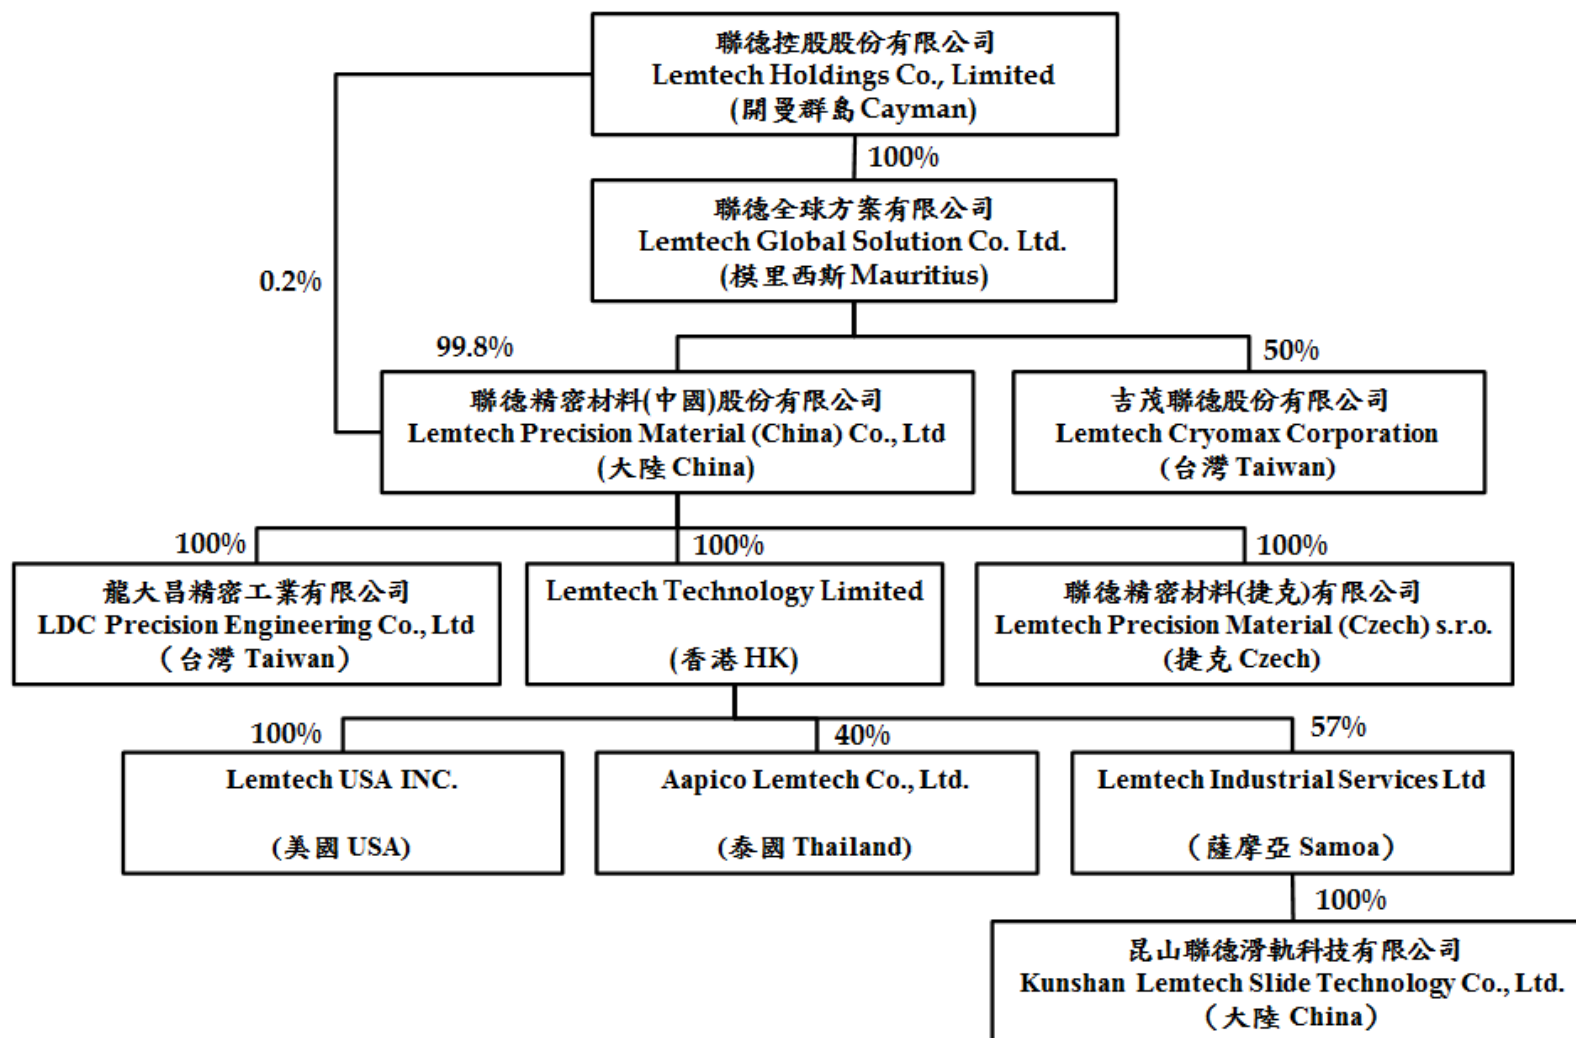 聯德控股股份有限公司
Lemtech Holdings Co., Limited
(開曼群島 Cayman)
100%
聯德全球方案有限公司
Lemtech Global Solution Co. Ltd.
(模里西斯 Mauritius)
0.2%
99.8%
50%
聯德精密材料(中國)股份有限公司
Lemtech Precision Material (China) Co., Ltd
(大陸 China)
吉茂聯德股份有限公司
Lemtech Cryomax Corporation
(台灣 Taiwan)
100%
100%
100%
龍大昌精密工業有限公司
LDC Precision Engineering Co., Ltd
（台灣 Taiwan）
Lemtech Technology Limited
(香港 HK)
聯德精密材料(捷克)有限公司
Lemtech Precision Material (Czech) s.r.o.
(捷克 Czech)
100%
40%
57%
Lemtech USA INC.
(美國 USA)
Aapico Lemtech Co., Ltd.
(泰國 Thailand)
Lemtech Industrial Services Ltd
（薩摩亞 Samoa）
100%
昆山聯德滑軌科技有限公司
Kunshan Lemtech Slide Technology Co., Ltd.
（大陸 China）